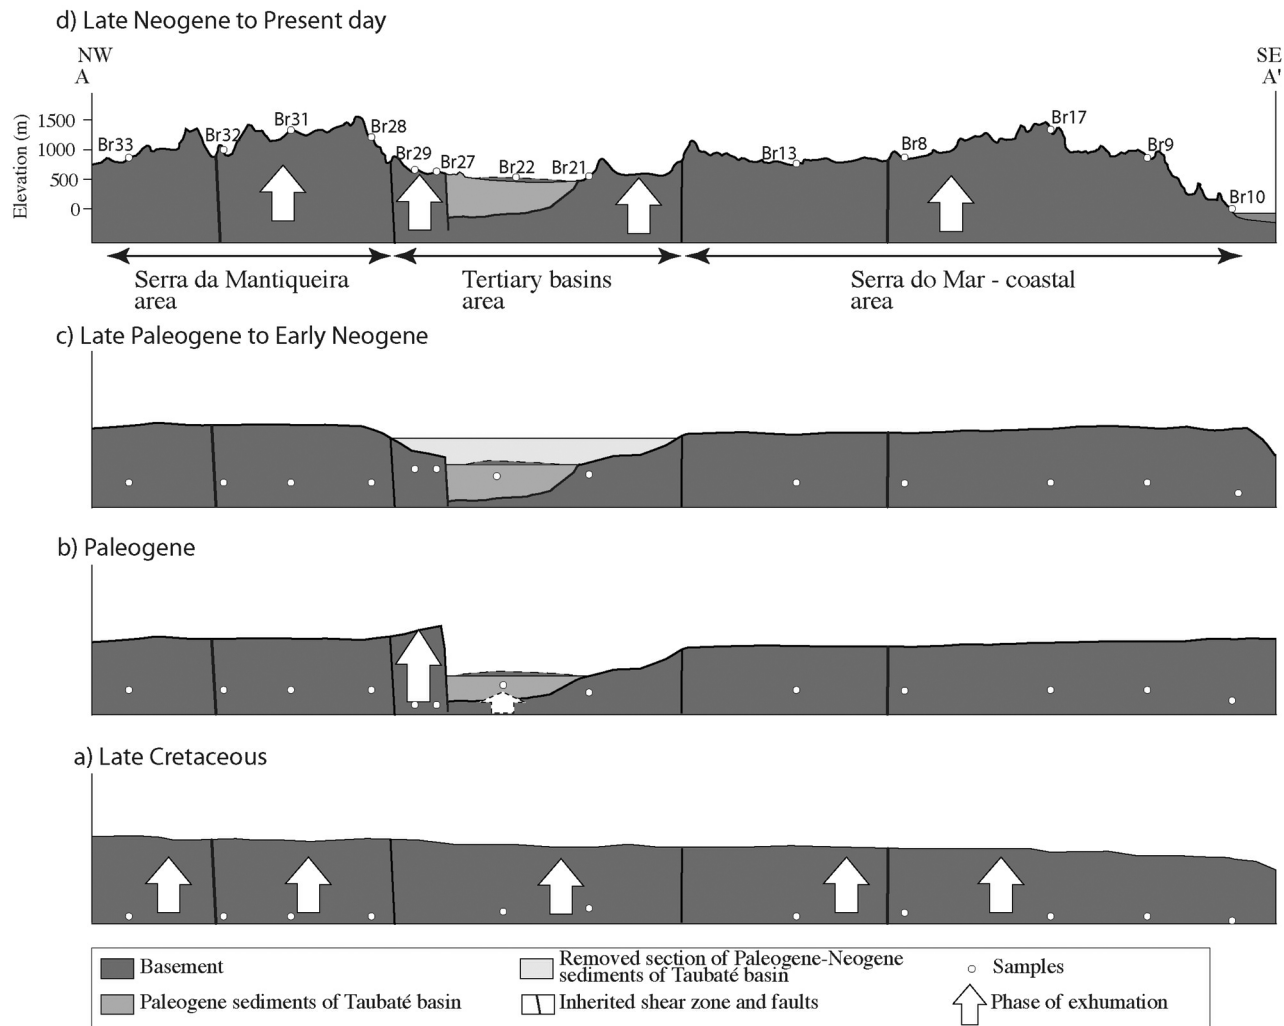 d) Late Neogene to Present day
NW
A
SE
A'
Elevation (m)
1500
1000
500
0
Br33
Br32
Br31
Br28
Br29
Br27
Br22
Br21
Br13
Br8
Br17
Br9
Br10
Serra da Mantiqueira
area
Tertiary basins
area
Serra do Mar - coastal
area
c) Late Paleogene to Early Neogene
b) Paleogene
a) Late Cretaceous
Basement
Paleogene sediments of Taubaté basin
Removed section of Paleogene-Neogene
sediments of Taubaté basin
Inherited shear zone and faults
Samples
Phase of exhumation